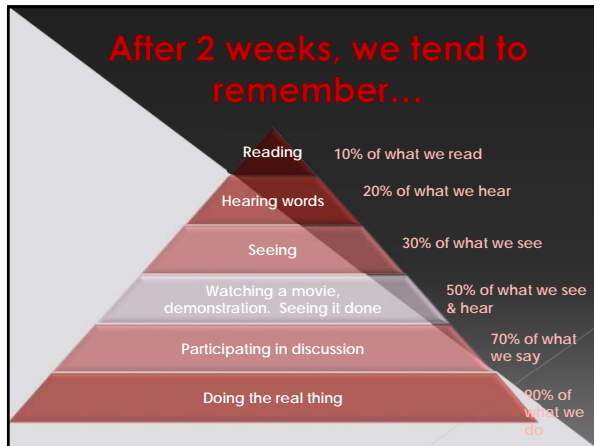 After 2 weeks, we tend to
remember...
Reading
10% of what we read
Hearing words
20% of what we hear
Seeing
30% of what we see
Watching a movie,
demonstration. Seeing it done
50% of what we see
& hear
Participating in discussion
70% of what
we say
Doing the real thing
90% of
what we
do